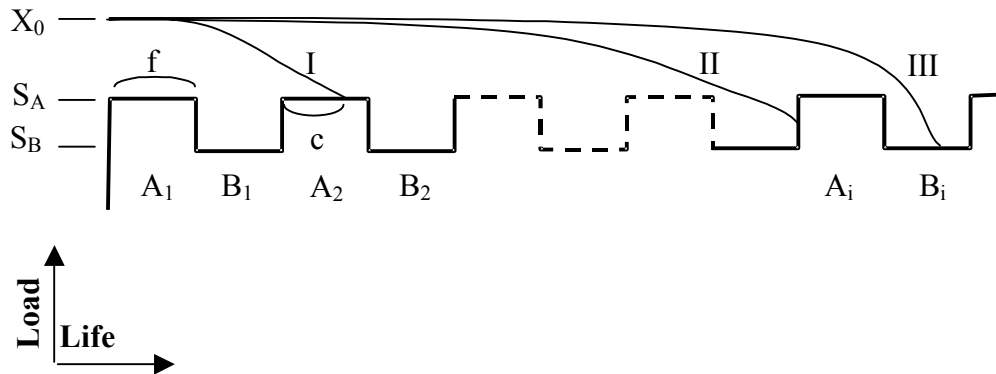 X₀
I
II
III
f
S_A
S_B
c
A₁
B₁
A₂
B₂
A_i
B_i
Load
Life